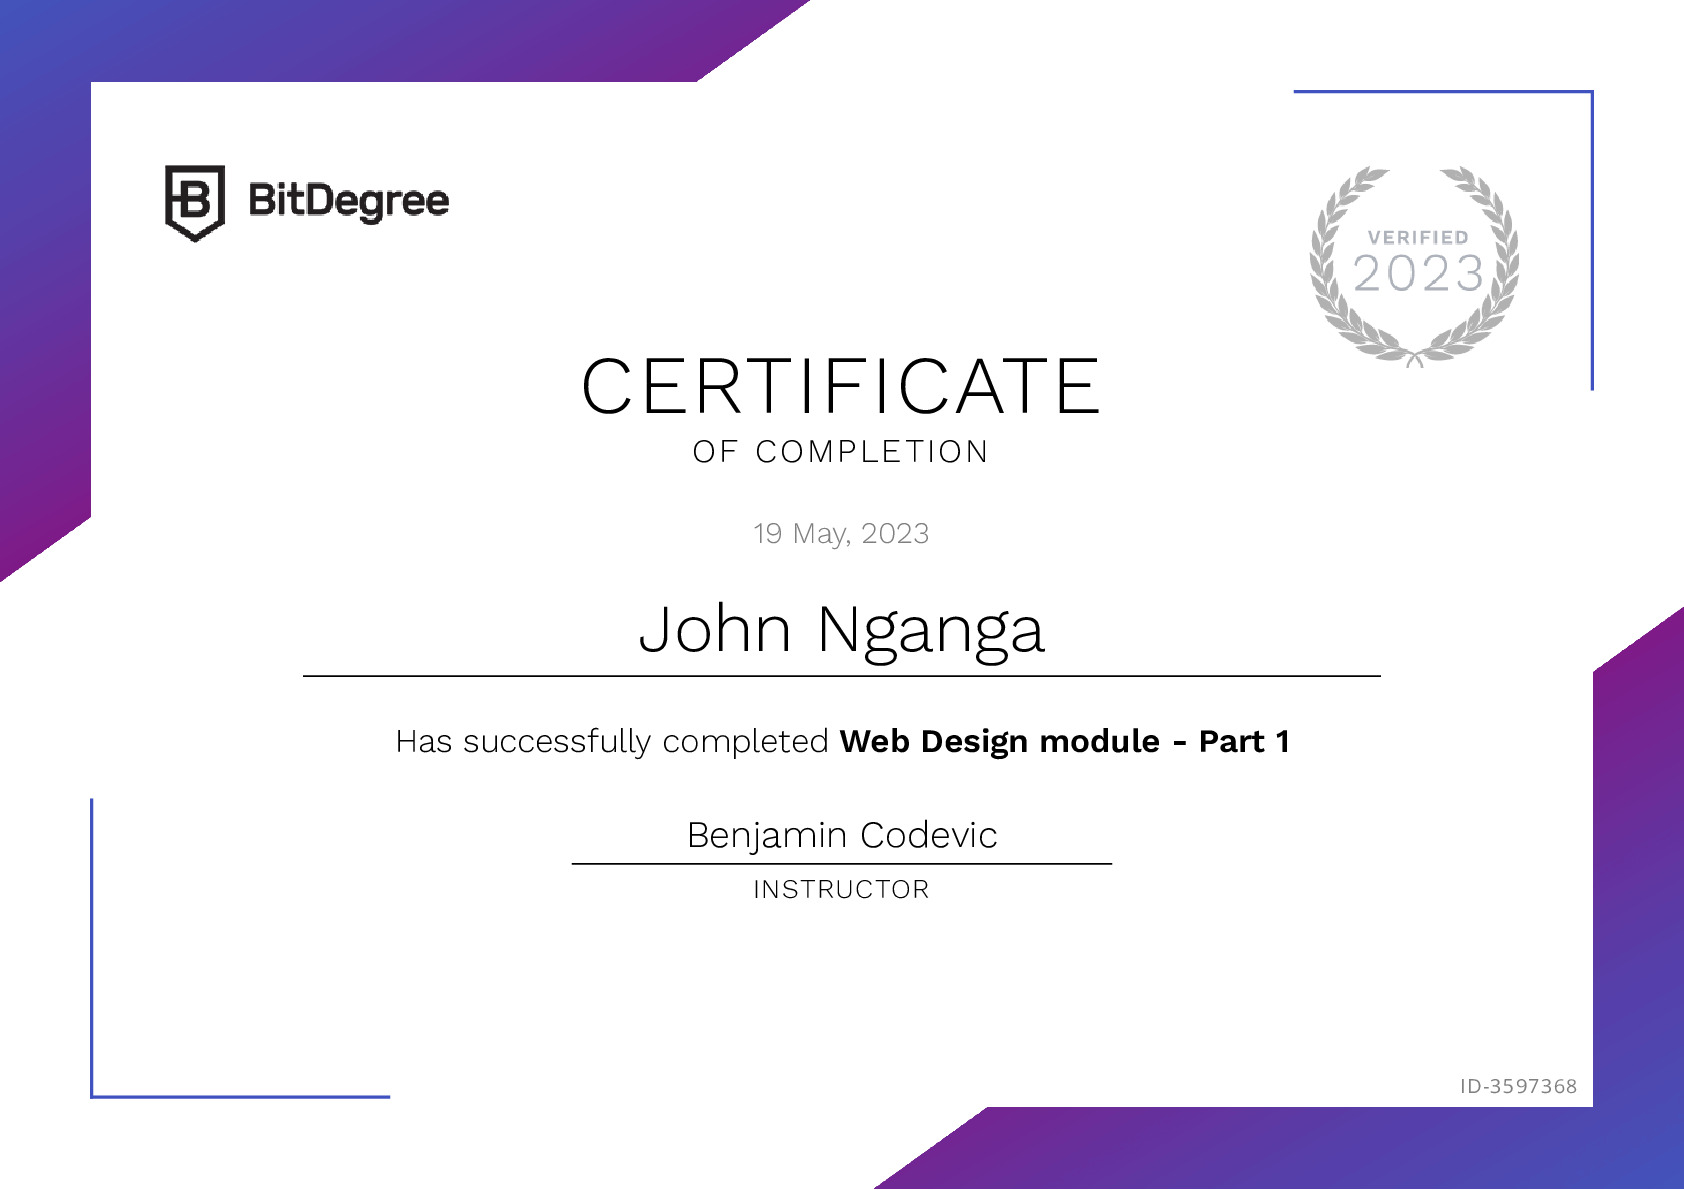 BitDegree
VERIFIED
2023
CERTIFICATE
OF COMPLETION
19 May, 2023
John Nganga
Has successfully completed Web Design module - Part 1
Benjamin Codevic
INSTRUCTOR
ID-3597368